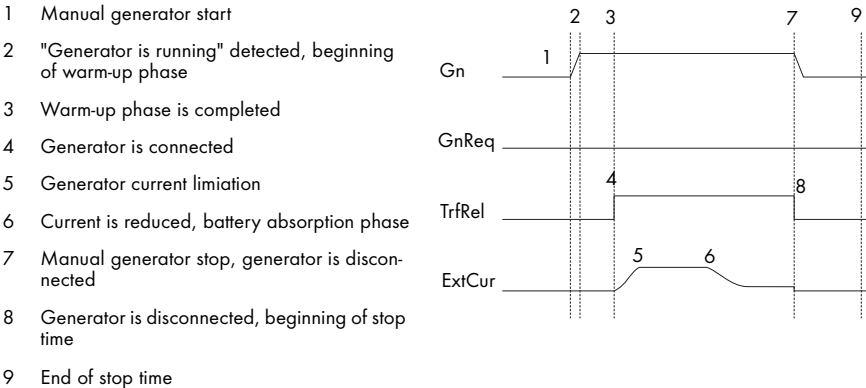 1 Manual generator start
2 "Generator is running" detected, beginning
of warm-up phase
3 Warm-up phase is completed
4 Generator is connected
5 Generator current limiation
6 Current is reduced, battery absorption phase
7 Manual generator stop, generator is discon-
nected
8 Generator is disconnected, beginning of stop
time
9 End of stop time
2 3 7 9
1
Gn
GnReq
4 8
TrfRel
5 6
ExtCur